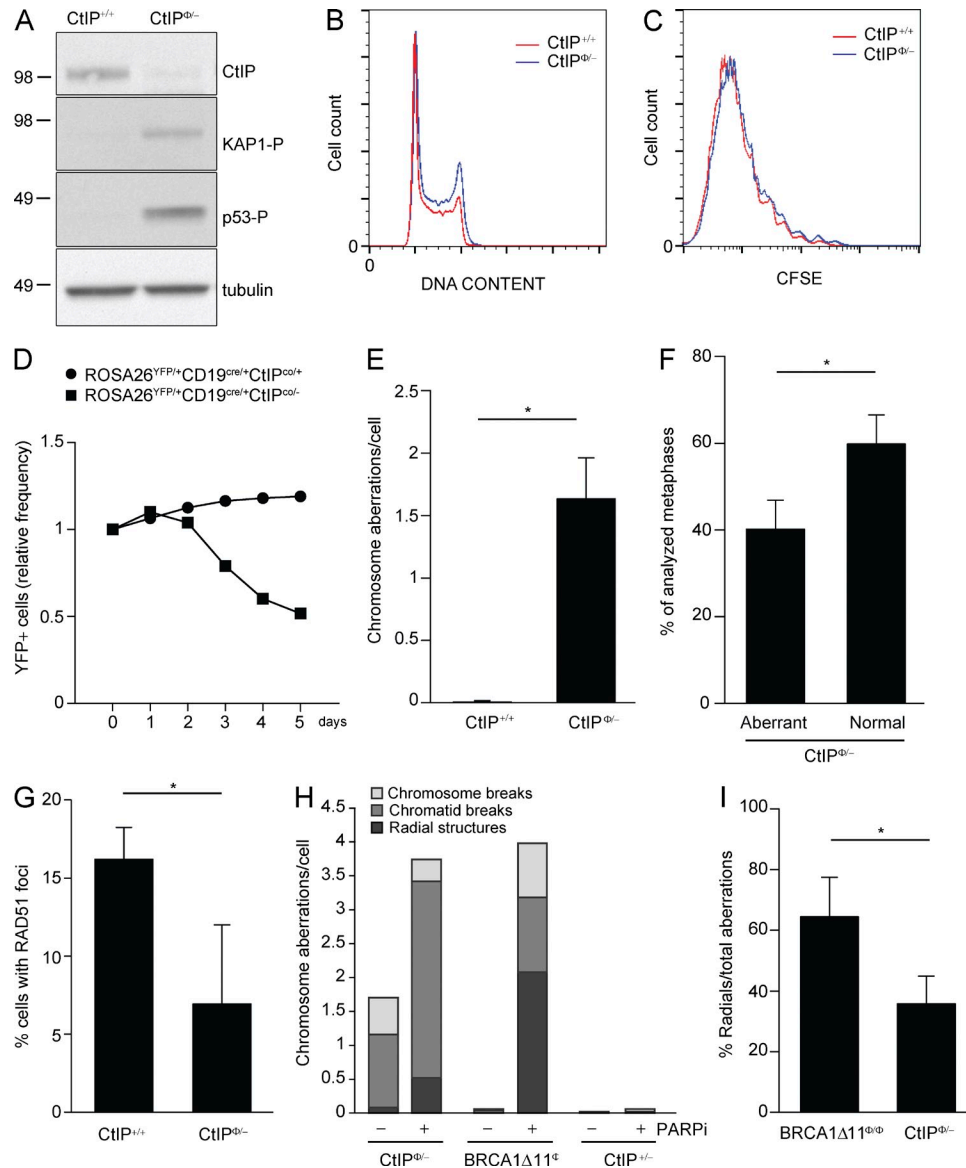 A
CtIP+/+ CtIPΦ/–
98
CtIP
98
KAP1-P
49
p53-P
49
tubulin
B
CtIP+/+
CtIPΦ/–
Cell count
0
0
DNA CONTENT
C
CtIP+/+
CtIPΦ/–
Cell count
0
CFSE
D
ROSA26YFP/+CD19cre/+CtIPco/+
ROSA26YFP/+CD19cre/+CtIPco/-
YFP+ cells (relative frequency)
1.5
1
0.5
0
0 1 2 3 4 5 days
E
Chromosome aberrations/cell
2.5
2
1.5
1
0.5
0
*
CtIP+/+ CtIPΦ/–
F
% of analyzed metaphases
80
60
40
20
0
*
Aberrant Normal
CtIPΦ/–
G
% cells with RAD51 foci
20
15
10
5
0
*
CtIP+/+ CtIPΦ/–
H
Chromosome breaks
Chromatid breaks
Radial structures
Chromosome aberrations/cell
4.5
4
3.5
3
2.5
2
1.5
1
0.5
0
– + – + – + PARPi
CtIPΦ/– BRCA1Δ11Φ CtIP+/–
I
% Radials/total aberrations
100
80
60
40
20
0
*
BRCA1Δ11Φ/Φ CtIPΦ/–